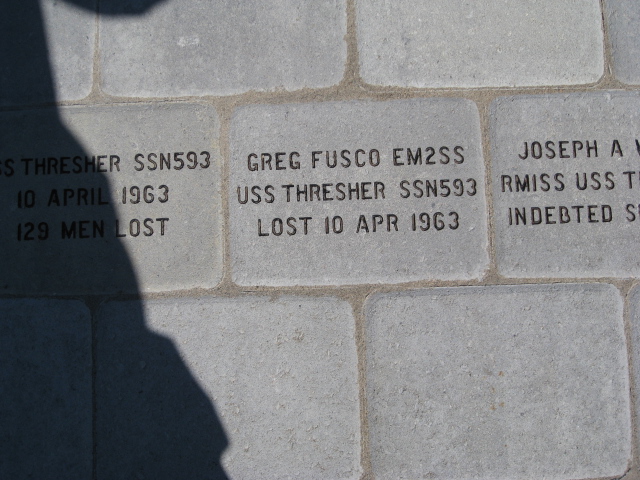 THRESHER SSN593
10 APRIL 1963
129 MEN LOST
GREG FUSCO EM2SS
USS THRESHER SSN593
LOST 10 APR 1963
JOSEPH A
RMISS USS
INDEBTED